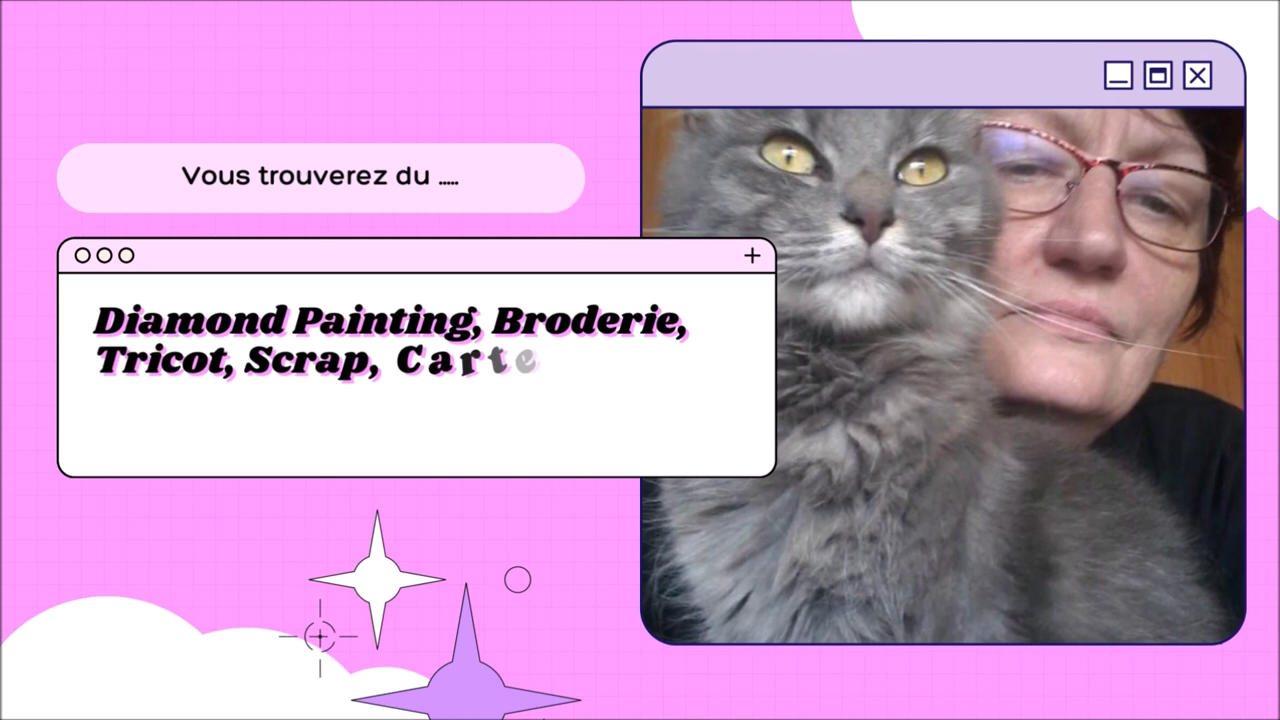 Vous trouverez du .....
Diamond Painting, Broderie,
Tricot, Scrap, Carte